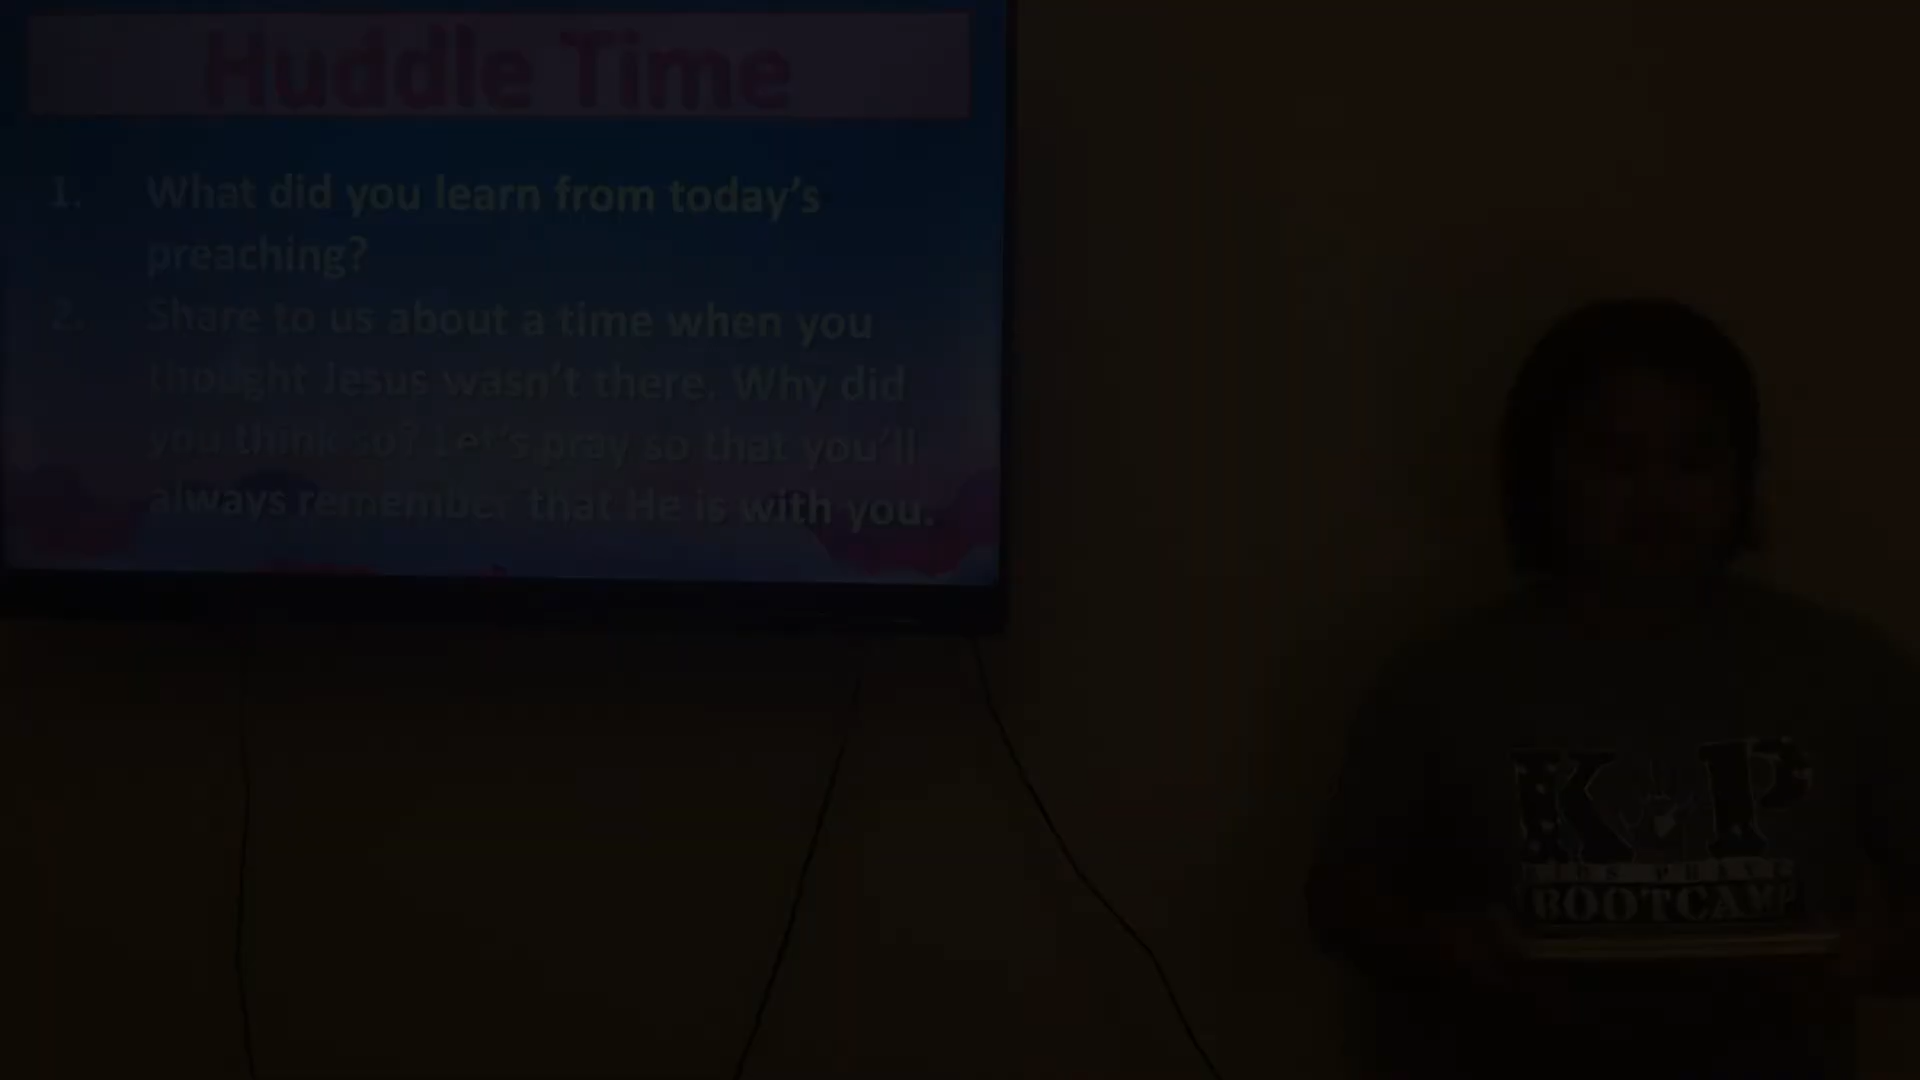 Huddle Time
1. What did you learn from today's
preaching?
2. Share to us about a time when you
thought Jesus wasn't there. Why did
you think so? Let's pray so that you'll
always remember that He is with you.
K P
KIDS PRAYER
BOOTCAMP